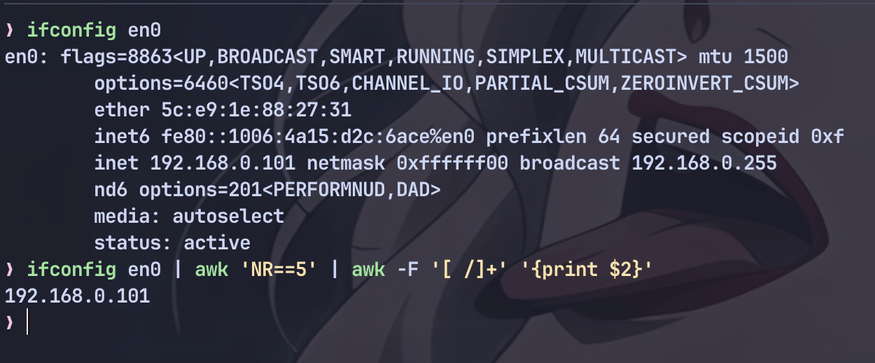 ❯ ifconfig en0
en0: flags=8863<UP,BROADCAST,SMART,RUNNING,SIMPLEX,MULTICAST> mtu 1500
options=6460<TSO4,TSO6,CHANNEL_IO,PARTIAL_CSUM,ZEROINVERT_CSUM>
ether 5c:e9:1e:88:27:31
inet6 fe80::1006:4a15:d2c:6ace%en0 prefixlen 64 secured scopeid 0xf
inet 192.168.0.101 netmask 0xffffff00 broadcast 192.168.0.255
nd6 options=201<PERFORMNUD,DAD>
media: autoselect
status: active
❯ ifconfig en0 | awk 'NR==5' | awk -F '[ /]+' '{print $2}'
192.168.0.101
❯